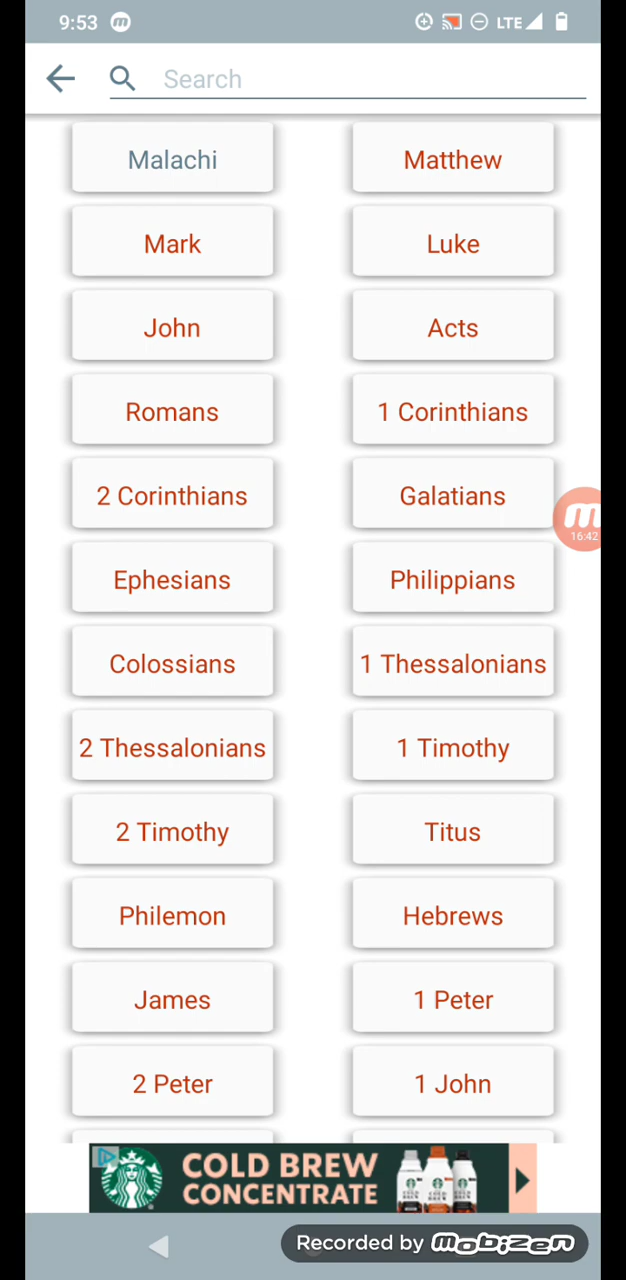 9:53 LTE
Search
Malachi Matthew
Mark Luke
John Acts
Romans 1 Corinthians
2 Corinthians Galatians
16:42
Ephesians Philippians
Colossians 1 Thessalonians
2 Thessalonians 1 Timothy
2 Timothy Titus
Philemon Hebrews
James 1 Peter
2 Peter 1 John
COLD BREW
CONCENTRATE
Recorded by mobizen